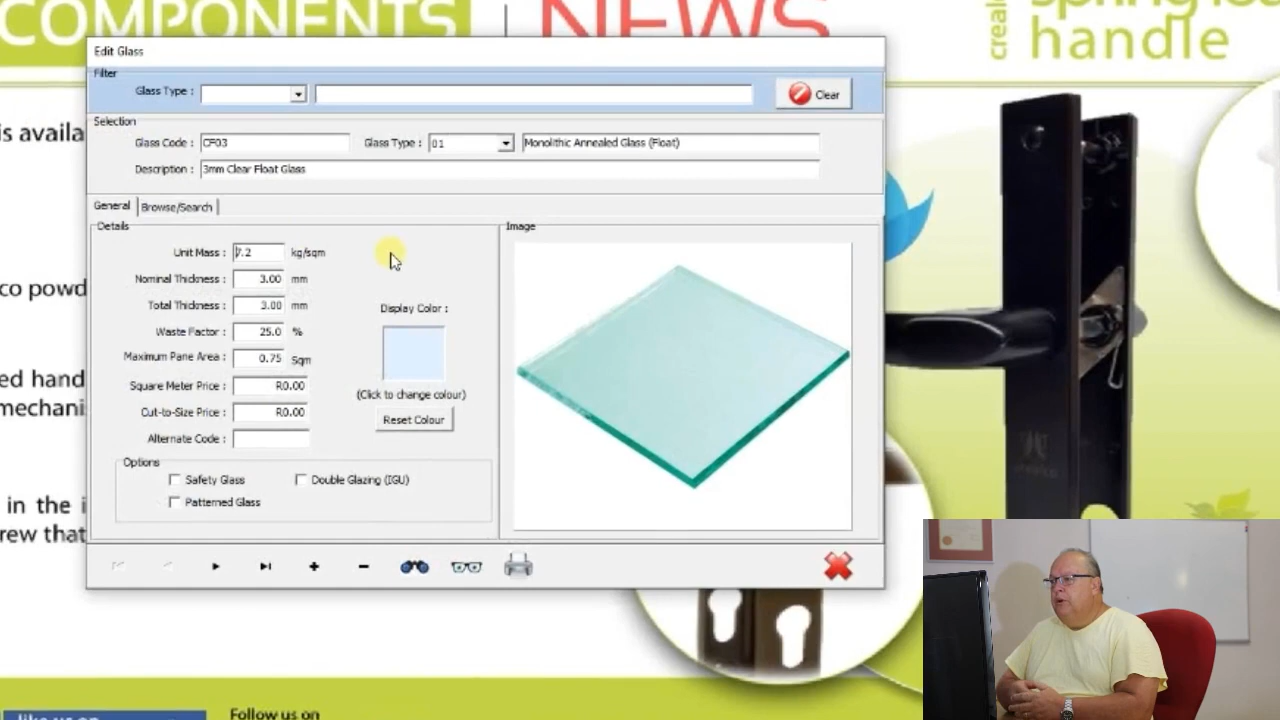 COMPONENTS
NEWS
handle
Edit Glass
Filter
Glass Type :
Clear
Selection
Glass Code : CF03 Glass Type : 01 Monolithic Annealed Glass (Float)
Description : 3mm Clear Float Glass
General Browse/Search
Details
Image
Unit Mass : 7.2 kg/sqm
Nominal Thickness : 3.00 mm
Total Thickness : 3.00 mm
Waste Factor : 25.0 %
Maximum Pane Area : 0.75 Sqm
Square Meter Price : R0.00
Cut-to-Size Price : R0.00
Alternate Code :
Display Color :
(Click to change colour)
Reset Colour
Options
Safety Glass Double Glazing (IGU)
Patterned Glass
is availa
co powd
ed hand
mechani
in the i
rew that
like us on
Follow us on